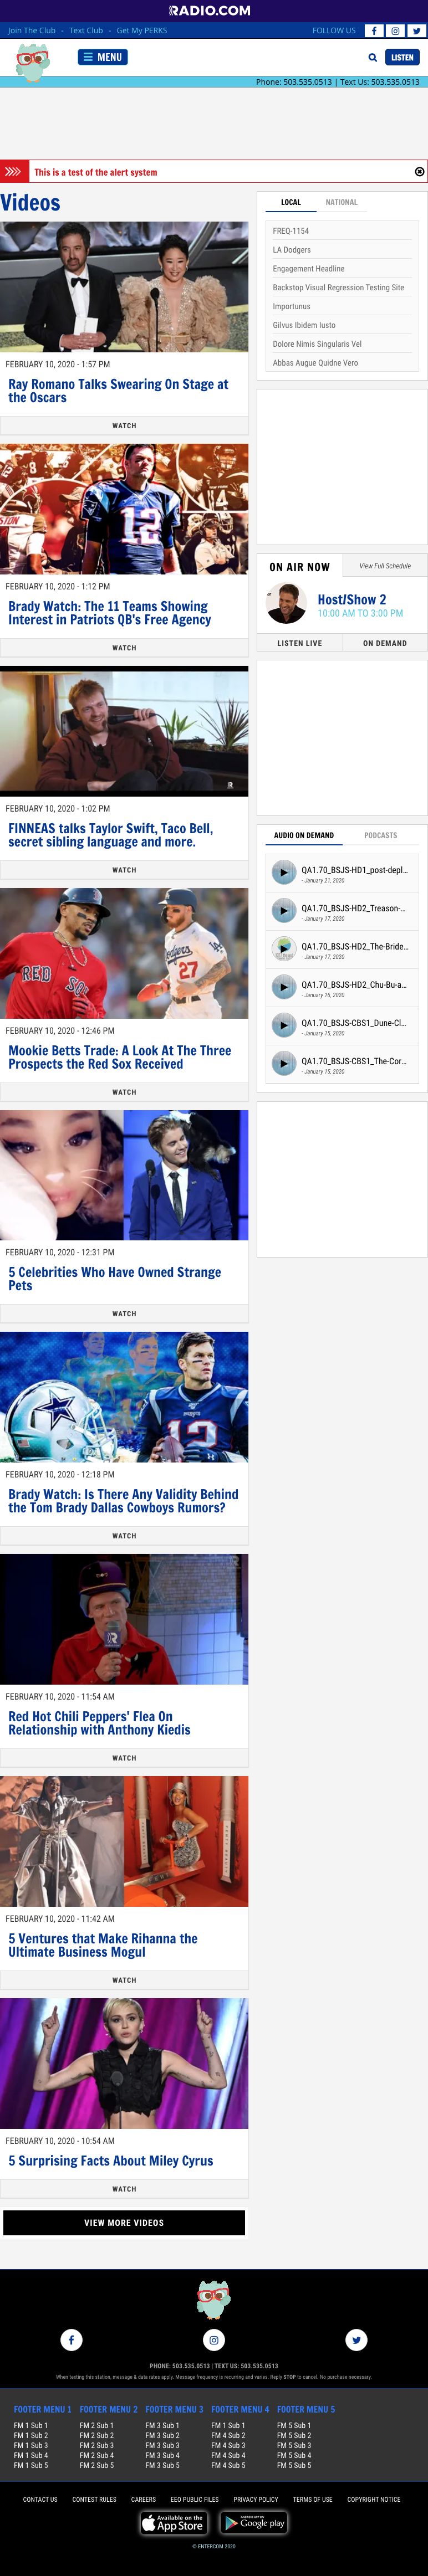 RADIO.COM
Join The Club - Text Club - Get My PERKS
FOLLOW US
MENU
LISTEN
Phone: 503.535.0513 | Text Us: 503.535.0513
This is a test of the alert system
Videos
FEBRUARY 10, 2020 - 1:57 PM
Ray Romano Talks Swearing On Stage at
the Oscars
WATCH
FEBRUARY 10, 2020 - 1:12 PM
Brady Watch: The 11 Teams Showing
Interest in Patriots QB's Free Agency
WATCH
FEBRUARY 10, 2020 - 1:02 PM
FINNEAS talks Taylor Swift, Taco Bell,
secret sibling language and more.
WATCH
RED SOX
Dodgers
27
FEBRUARY 10, 2020 - 12:46 PM
Mookie Betts Trade: A Look At The Three
Prospects the Red Sox Received
WATCH
FEBRUARY 10, 2020 - 12:31 PM
5 Celebrities Who Have Owned Strange
Pets
WATCH
FEBRUARY 10, 2020 - 12:18 PM
Brady Watch: Is There Any Validity Behind
the Tom Brady Dallas Cowboys Rumors?
WATCH
FEBRUARY 10, 2020 - 11:54 AM
Red Hot Chili Peppers' Flea On
Relationship with Anthony Kiedis
WATCH
FEBRUARY 10, 2020 - 11:42 AM
5 Ventures that Make Rihanna the
Ultimate Business Mogul
WATCH
FEBRUARY 10, 2020 - 10:54 AM
5 Surprising Facts About Miley Cyrus
WATCH
VIEW MORE VIDEOS
LOCAL
NATIONAL
FREQ-1154
LA Dodgers
Engagement Headline
Backstop Visual Regression Testing Site
Importunus
Gilvus Ibidem Iusto
Dolore Nimis Singularis Vel
Abbas Augue Quidne Vero
ON AIR NOW
View Full Schedule
Host/Show 2
10:00 AM TO 3:00 PM
LISTEN LIVE
ON DEMAND
AUDIO ON DEMAND
PODCASTS
QA1.70_BSJS-HD1_post-depl...
- January 21, 2020
QA1.70_BSJS-HD2_Treason-...
- January 17, 2020
QA1.70_BSJS-HD2_The-Bride...
- January 17, 2020
QA1.70_BSJS-HD2_Chu-Bu-a...
- January 16, 2020
QA1.70_BSJS-CBS1_Dune-Cl...
- January 15, 2020
QA1.70_BSJS-CBS1_The-Cor...
- January 15, 2020
PHONE: 503.535.0513 | TEXT US: 503.535.0513
When texting this station, message & data rates apply. Message frequency is recurring and varies. Reply STOP to cancel. No purchase necessary.
FOOTER MENU 1
FM 1 Sub 1
FM 1 Sub 2
FM 1 Sub 3
FM 1 Sub 4
FM 1 Sub 5
FOOTER MENU 2
FM 2 Sub 1
FM 2 Sub 2
FM 2 Sub 3
FM 2 Sub 4
FM 2 Sub 5
FOOTER MENU 3
FM 3 Sub 1
FM 3 Sub 2
FM 3 Sub 3
FM 3 Sub 4
FM 3 Sub 5
FOOTER MENU 4
FM 4 Sub 1
FM 4 Sub 2
FM 4 Sub 3
FM 4 Sub 4
FM 4 Sub 5
FOOTER MENU 5
FM 5 Sub 1
FM 5 Sub 2
FM 5 Sub 3
FM 5 Sub 4
FM 5 Sub 5
CONTACT US
CONTEST RULES
CAREERS
EEO PUBLIC FILES
PRIVACY POLICY
TERMS OF USE
COPYRIGHT NOTICE
Available on the
App Store
ANDROID APP ON
Google play
© ENTERCOM 2020